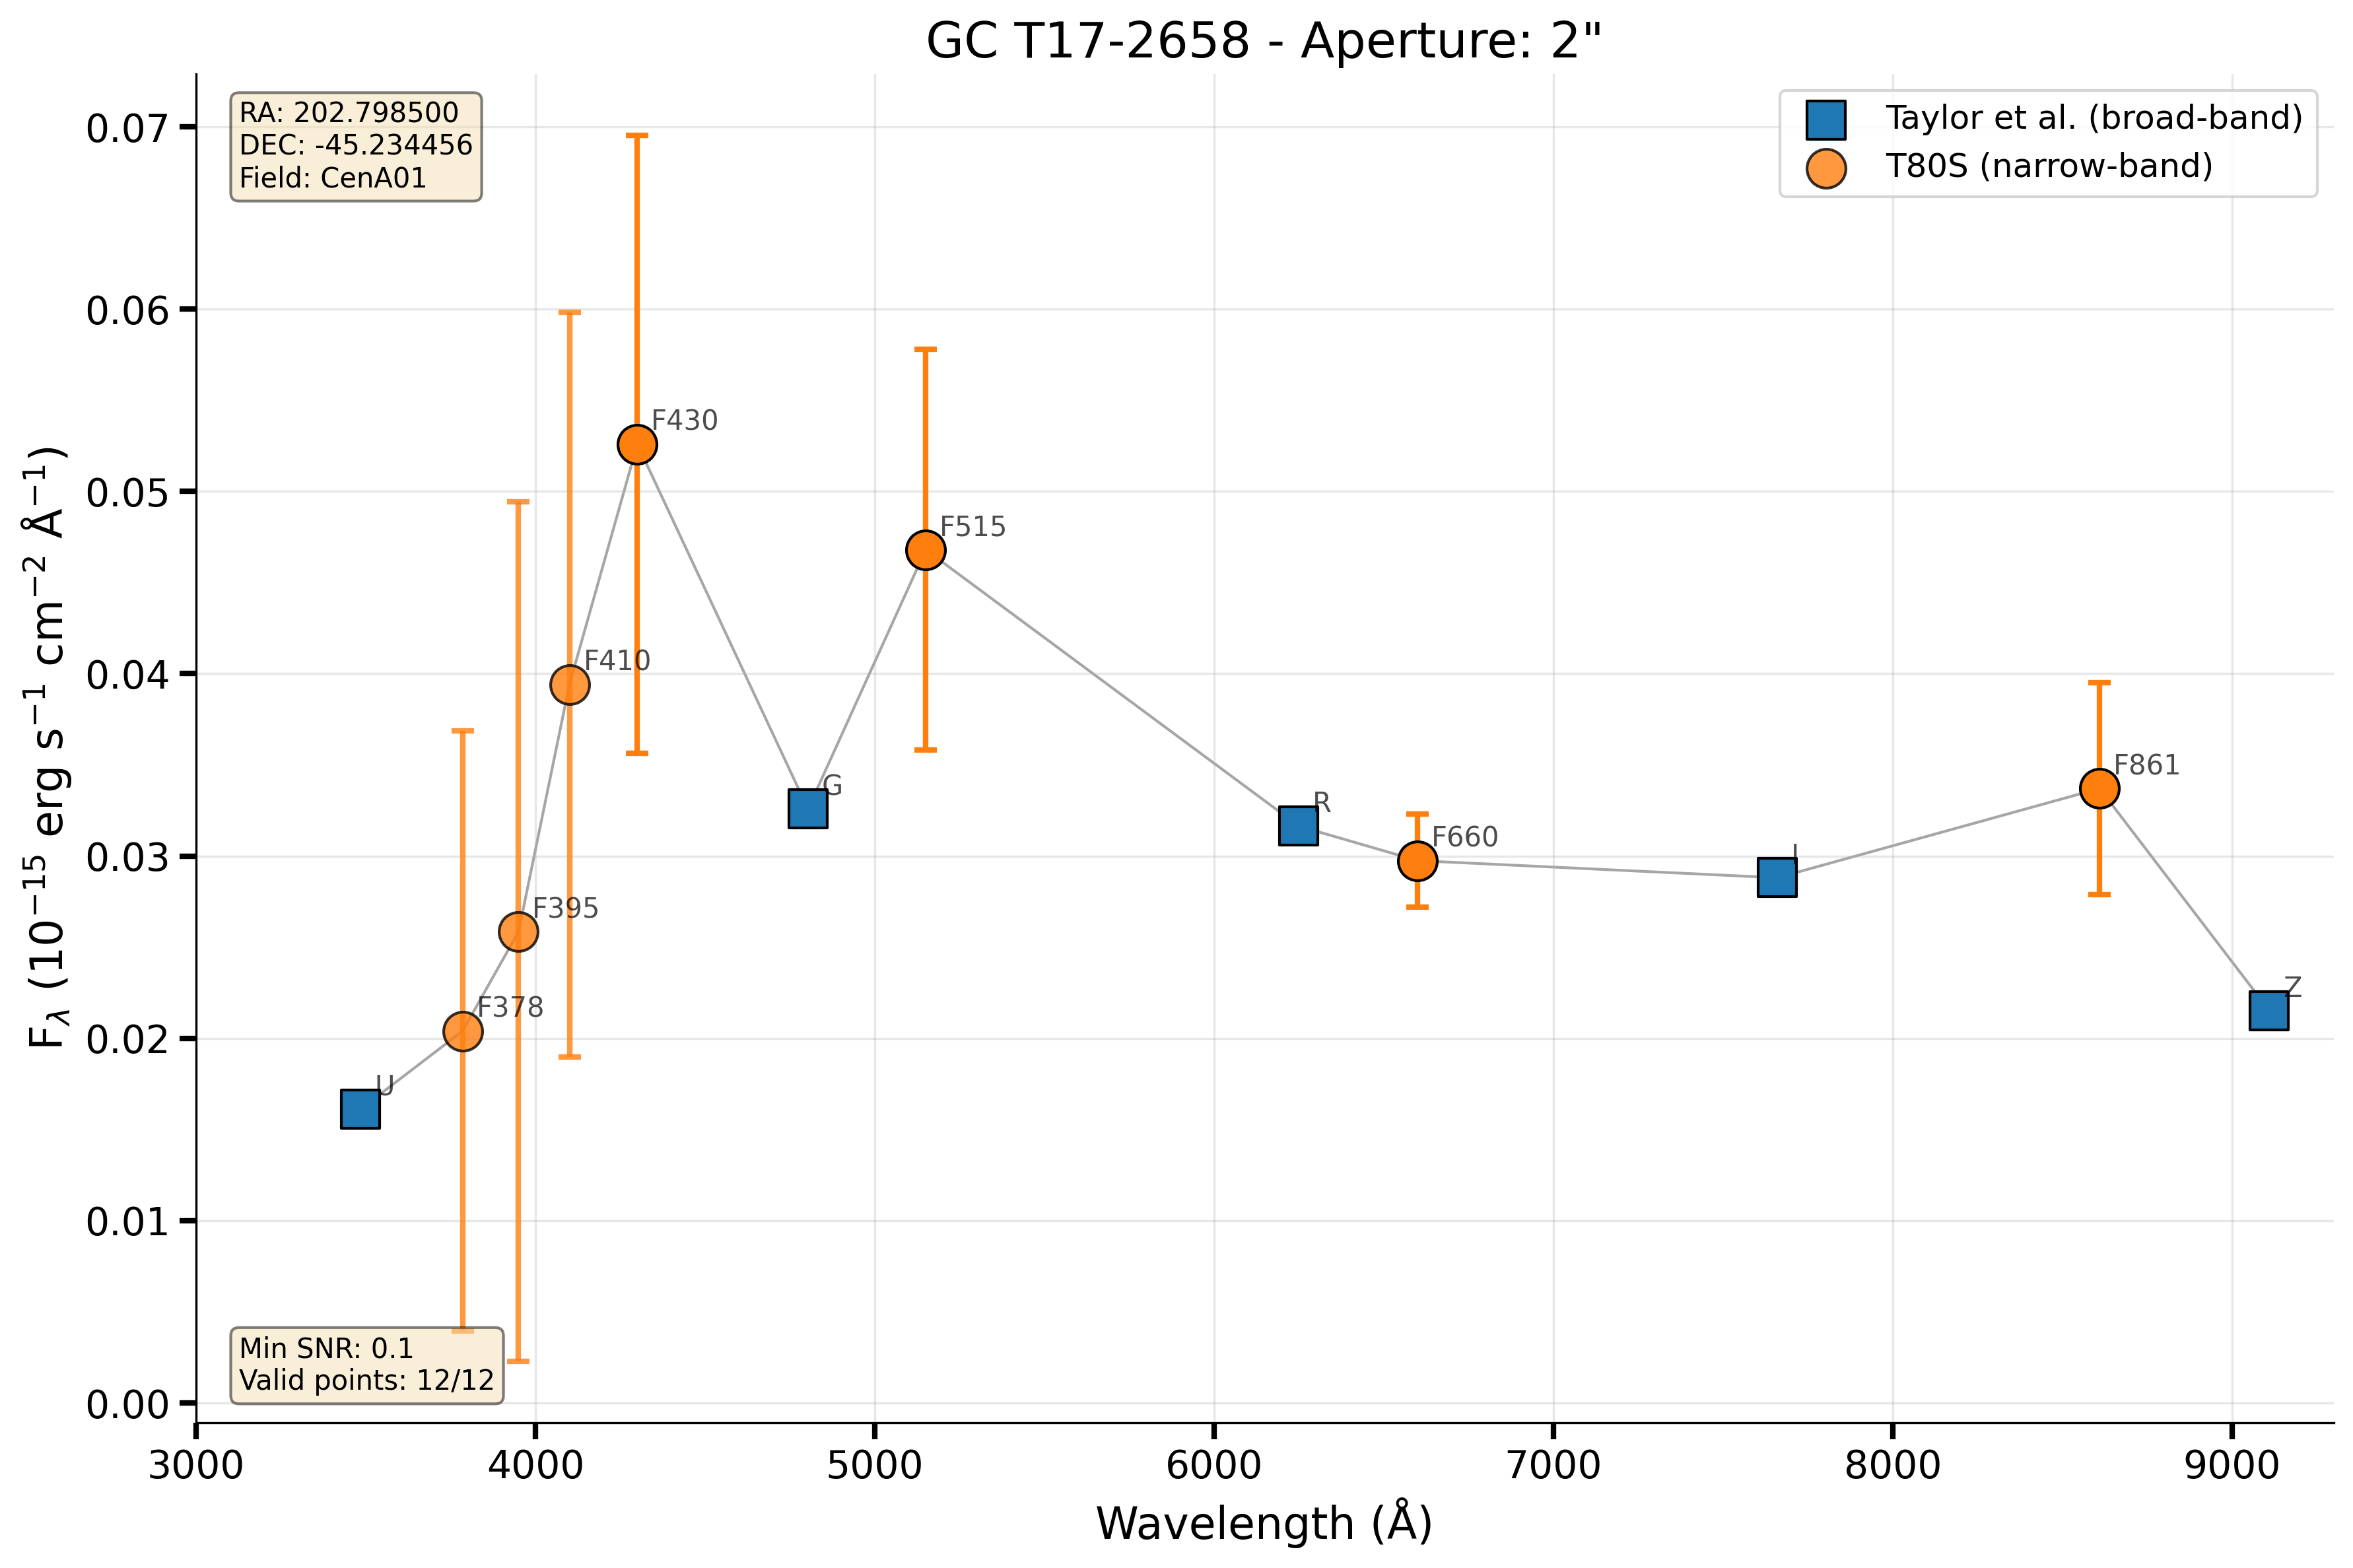 GC T17-2658 - Aperture: 2"
RA: 202.798500
DEC: -45.234456
Field: CenA01
Taylor et al. (broad-band)
T80S (narrow-band)
0.07
0.06
0.05
0.04
0.03
0.02
0.01
0.00
F_λ (10⁻¹⁵ erg s⁻¹ cm⁻² Å⁻¹)
U
F378
F395
F410
F430
G
F515
R
F660
I
F861
Z
Min SNR: 0.1
Valid points: 12/12
3000 4000 5000 6000 7000 8000 9000
Wavelength (Å)